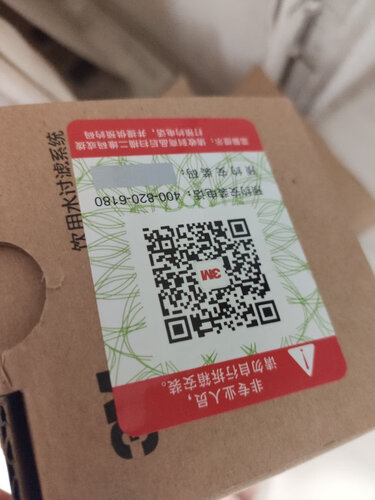 非专业人员，
请勿自行拆箱安装。
3M
预约安装电话：400-820-6180
预约安装码：
温馨提示：请收到商品后扫描二维码或拨
打预约电话，并提供预约码
饮用水过滤系统
3M